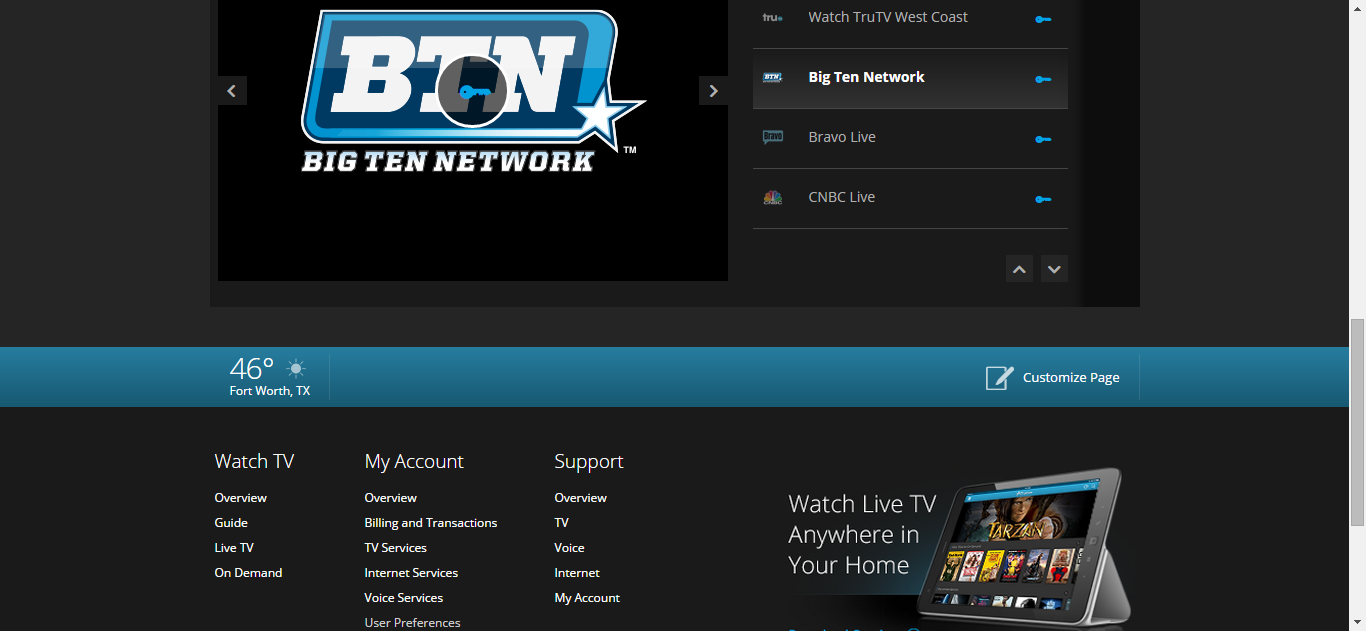 BTN
BIG TEN NETWORK
TM
tru
Watch TruTV West Coast
BTN
Big Ten Network
Bravo
Bravo Live
CNBC
CNBC Live
46°
Fort Worth, TX
Customize Page
Watch TV
Overview
Guide
Live TV
On Demand
My Account
Overview
Billing and Transactions
TV Services
Internet Services
Voice Services
User Preferences
Support
Overview
TV
Voice
Internet
My Account
Watch Live TV
Anywhere in
Your Home
TARZAN